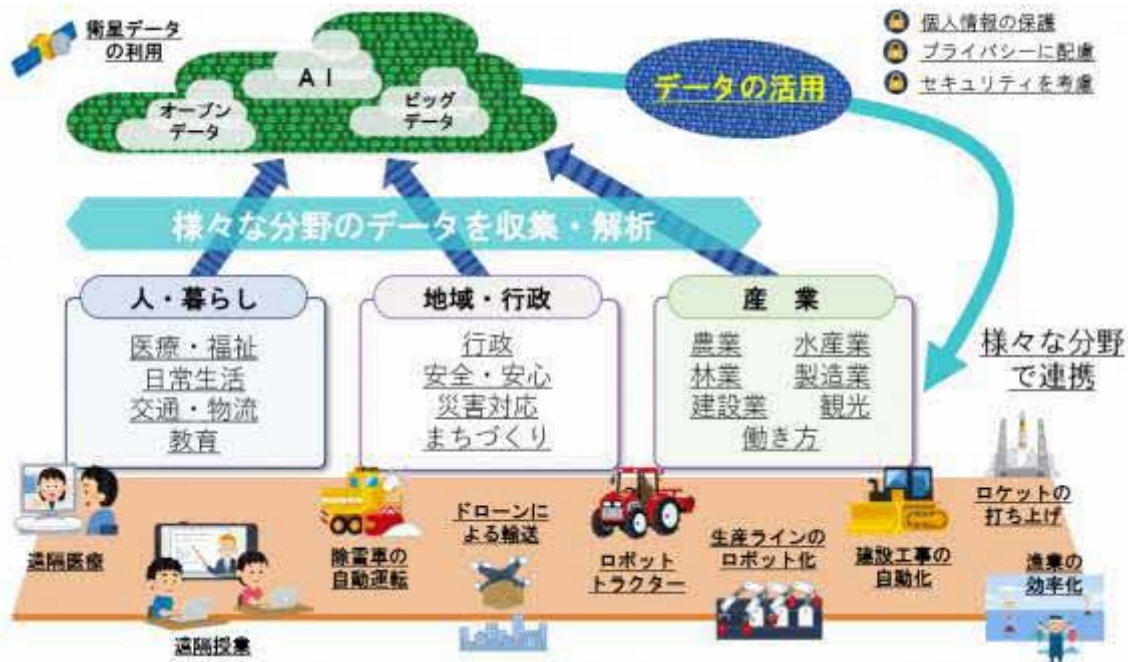 衛星データ
の利用
個人情報の保護
プライバシーに配慮
セキュリティを考慮
AI
オープン
データ
ビッグ
データ
データの活用
様々な分野のデータを収集・解析
人・暮らし
医療・福祉
日常生活
交通・物流
教育
地域・行政
行政
安全・安心
災害対応
まちづくり
産 業
農業 水産業
林業 製造業
建設業 観光
働き方
様々な分野
で連携
遠隔医療
遠隔授業
除雪車の
自動運転
ドローンに
よる輸送
ロボット
トラクター
生産ラインの
ロボット化
建設工事の
自動化
ロケットの
打ち上げ
漁業の
効率化